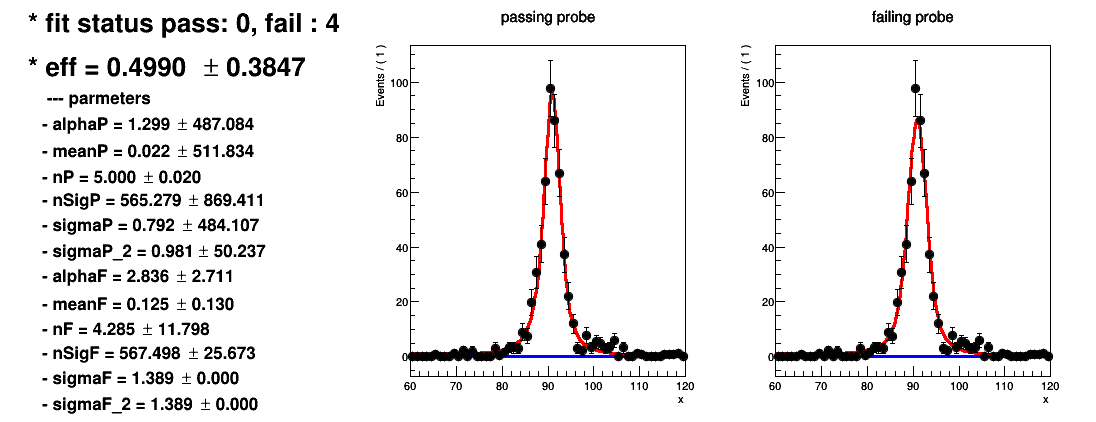 * fit status pass: 0, fail : 4
* eff = 0.4990 ± 0.3847
--- parmeters
- alphaP = 1.299 ± 487.084
- meanP = 0.022 ± 511.834
- nP = 5.000 ± 0.020
- nSigP = 565.279 ± 869.411
- sigmaP = 0.792 ± 484.107
- sigmaP_2 = 0.981 ± 50.237
- alphaF = 2.836 ± 2.711
- meanF = 0.125 ± 0.130
- nF = 4.285 ± 11.798
- nSigF = 567.498 ± 25.673
- sigmaF = 1.389 ± 0.000
- sigmaF_2 = 1.389 ± 0.000
passing probe
Events / ( 1 )
100
80
60
40
20
0
60 70 80 90 100 110 120
x
failing probe
Events / ( 1 )
100
80
60
40
20
0
60 70 80 90 100 110 120
x